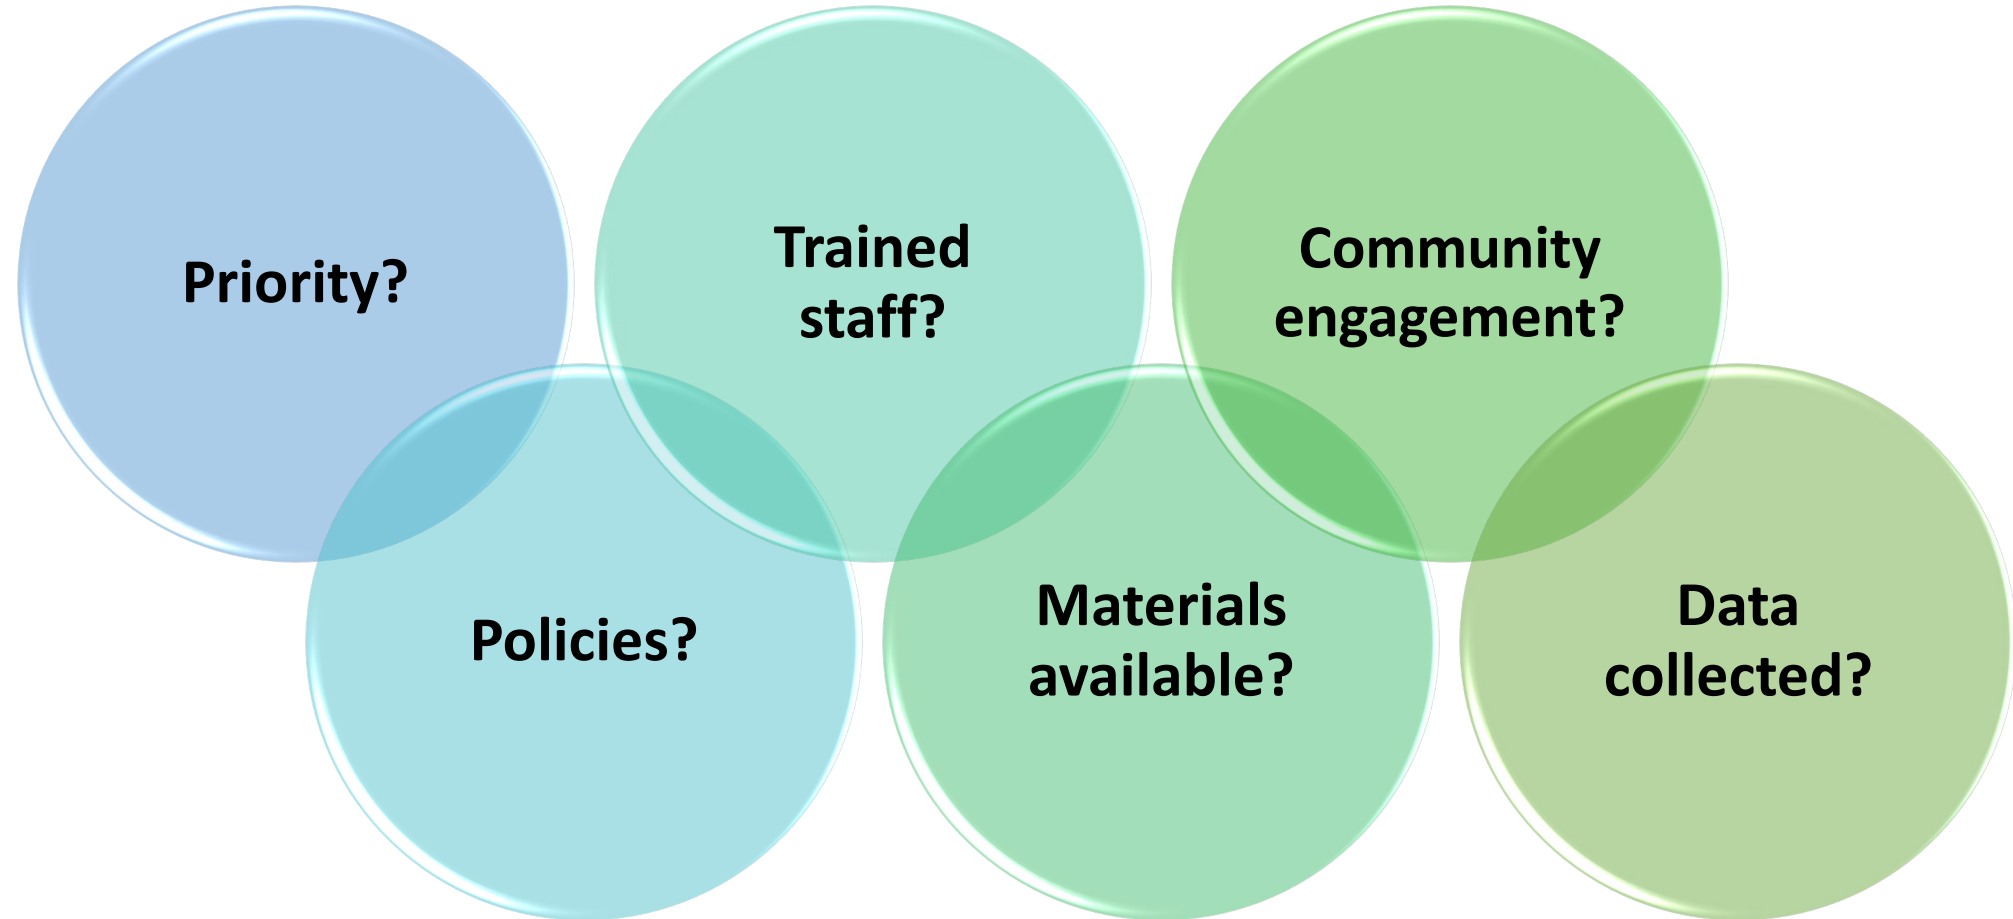 Priority?
Policies?
Trained
staff?
Materials
available?
Community
engagement?
Data
collected?